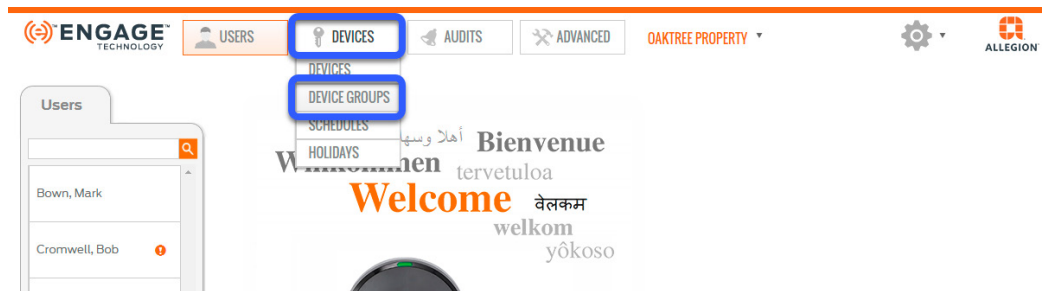 ENGAGE™
TECHNOLOGY
USERS
DEVICES
AUDITS
ADVANCED
OAKTREE PROPERTY
ALLEGION
DEVICES
DEVICE GROUPS
SCHEDULES
HOLIDAYS
Users
Bown, Mark
Cromwell, Bob
أهلا وسها
Bienvenue
Willkommen
tervetuloa
Welcome
वेलकम
welkom
yôkoso